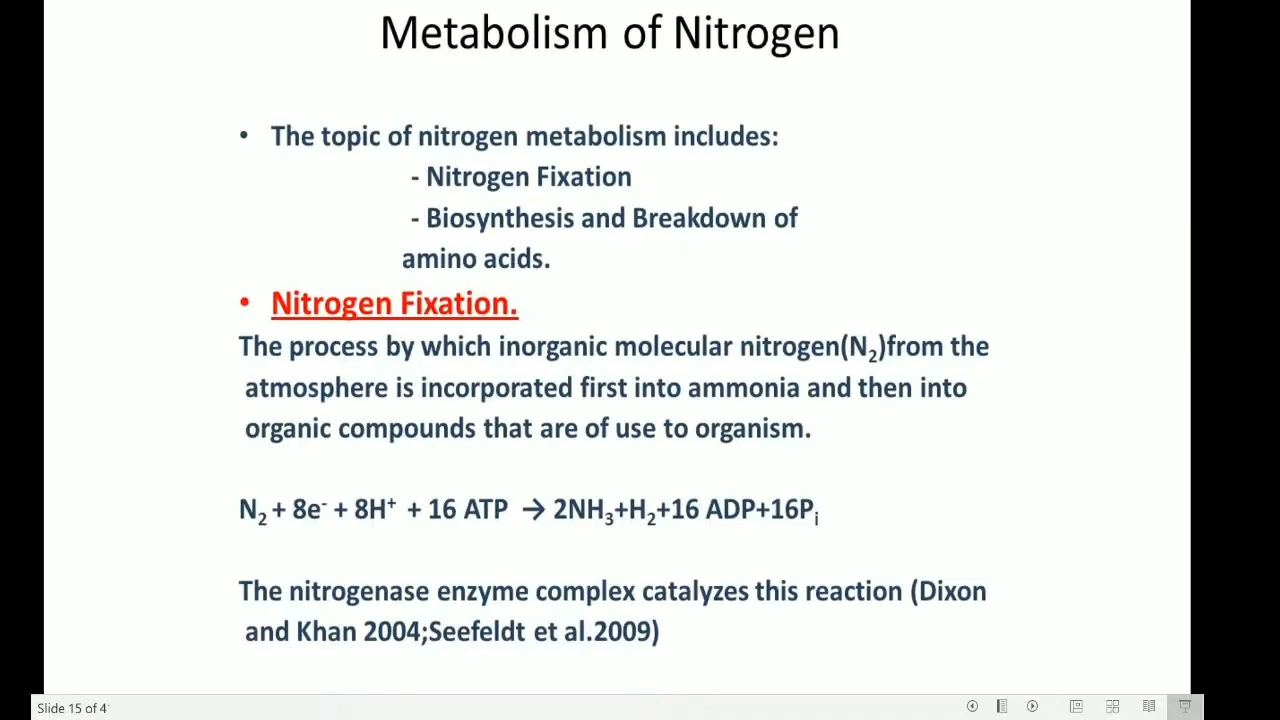 Metabolism of Nitrogen
• The topic of nitrogen metabolism includes:
- Nitrogen Fixation
- Biosynthesis and Breakdown of
amino acids.
• Nitrogen Fixation.
The process by which inorganic molecular nitrogen(N₂)from the
atmosphere is incorporated first into ammonia and then into
organic compounds that are of use to organism.
N₂ + 8e⁻ + 8H⁺ + 16 ATP → 2NH₃+H₂+16 ADP+16Pᵢ
The nitrogenase enzyme complex catalyzes this reaction (Dixon
and Khan 2004;Seefeldt et al.2009)
Slide 15 of 4